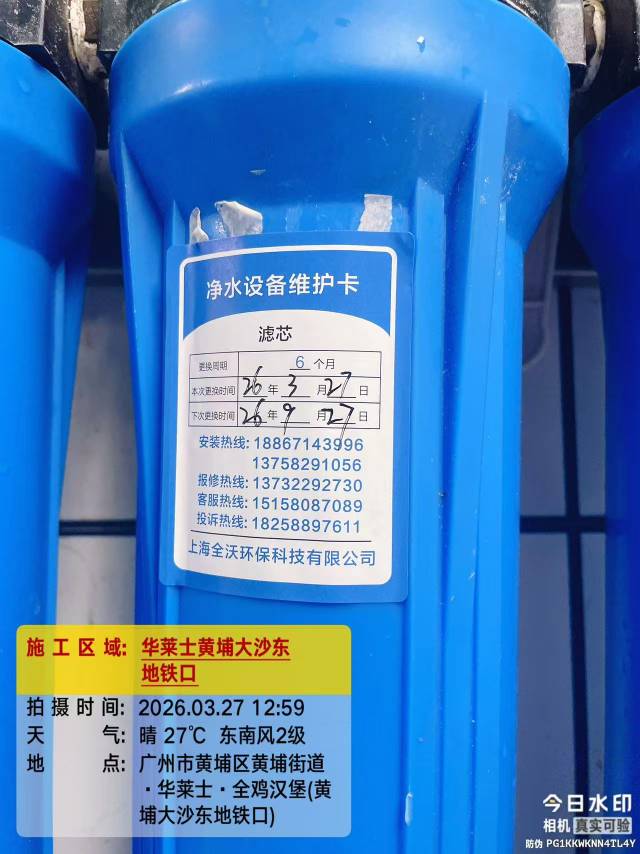 净水设备维护卡
滤芯
更换周期 6 个月
本次更换时间 26 年 3 月 27 日
下次更换时间 26 年 9 月 27 日
安装热线: 18867143996
13758291056
报修热线: 13732292730
客服热线: 15158087089
投诉热线: 18258897611
上海全沃环保科技有限公司
施工区域: 华莱士黄埔大沙东
地铁口
拍摄时间: 2026.03.27 12:59
天气: 晴 27℃ 东南风2级
地点: 广州市黄埔区黄埔街道
·华莱士·全鸡汉堡(黄
埔大沙东地铁口)
今日水印
相机 真实可验
防伪 PG1KKWKNN4TL4Y